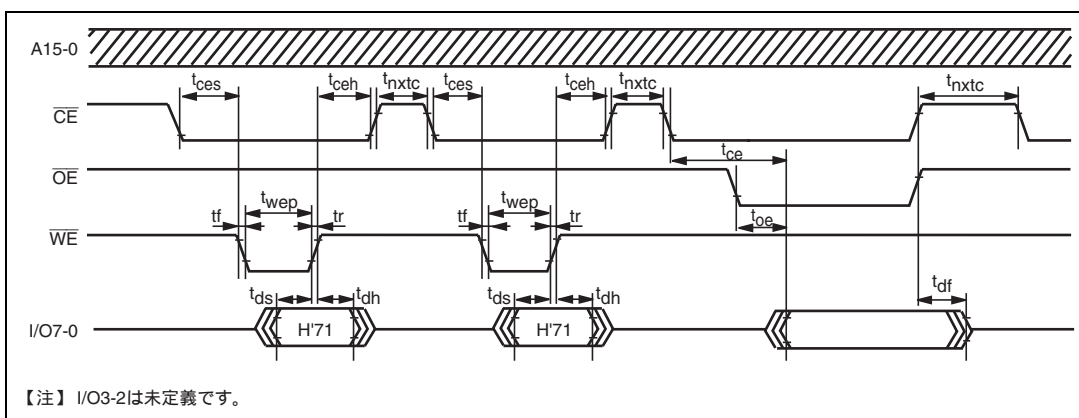 A15-0
tces tceh tnxtc tces tceh tnxtc tnxtc
CE
tce
OE
twep twep toe
tf tr tf tr
WE
tds tdh tds tdh tdf
I/O7-0 H'71 H'71
【注】 I/O3-2は未定義です。